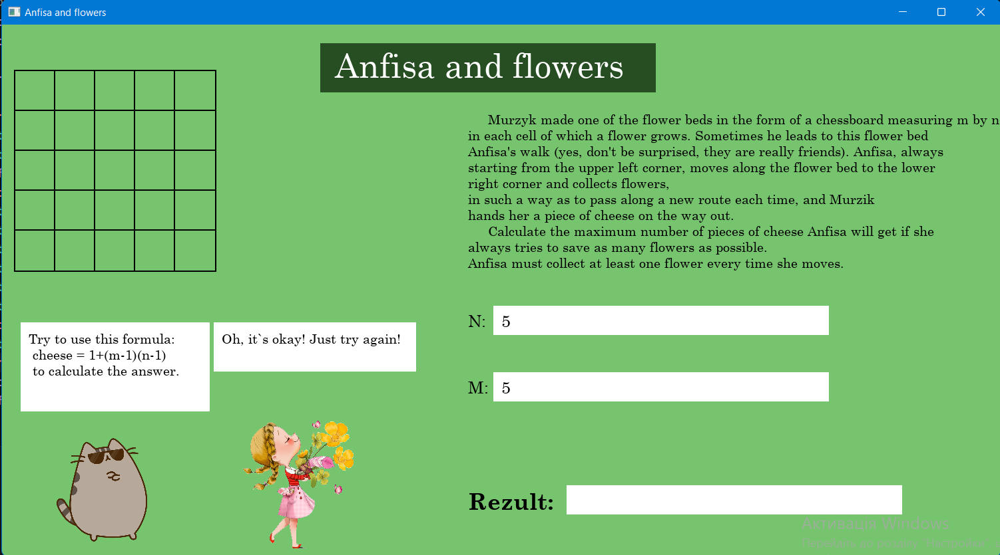 Anfisa and flowers
Anfisa and flowers
Murzyk made one of the flower beds in the form of a chessboard measuring m by n
in each cell of which a flower grows. Sometimes he leads to this flower bed
Anfisa's walk (yes, don't be surprised, they are really friends). Anfisa, always
starting from the upper left corner, moves along the flower bed to the lower
right corner and collects flowers,
in such a way as to pass along a new route each time, and Murzik
hands her a piece of cheese on the way out.
Calculate the maximum number of pieces of cheese Anfisa will get if she
always tries to save as many flowers as possible.
Anfisa must collect at least one flower every time she moves.
N: 5
M: 5
Try to use this formula:
cheese = 1+(m-1)(n-1)
to calculate the answer.
Oh, it`s okay! Just try again!
Rezult:
Активація Windows